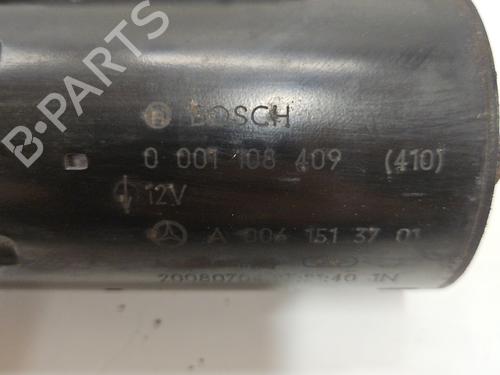 B-PARTS
BOSCH
0 001 108 409 (410)
12V
A 006 151 37 01